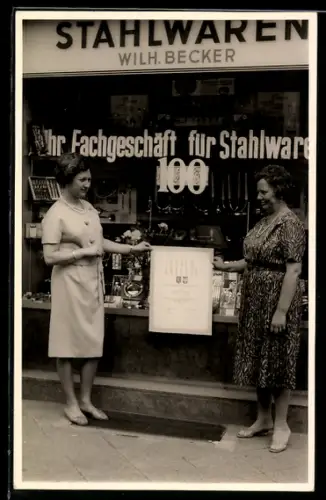 STAHLWAREN
WILH. BECKER
Ihr Fachgeschäft für Stahlware
100